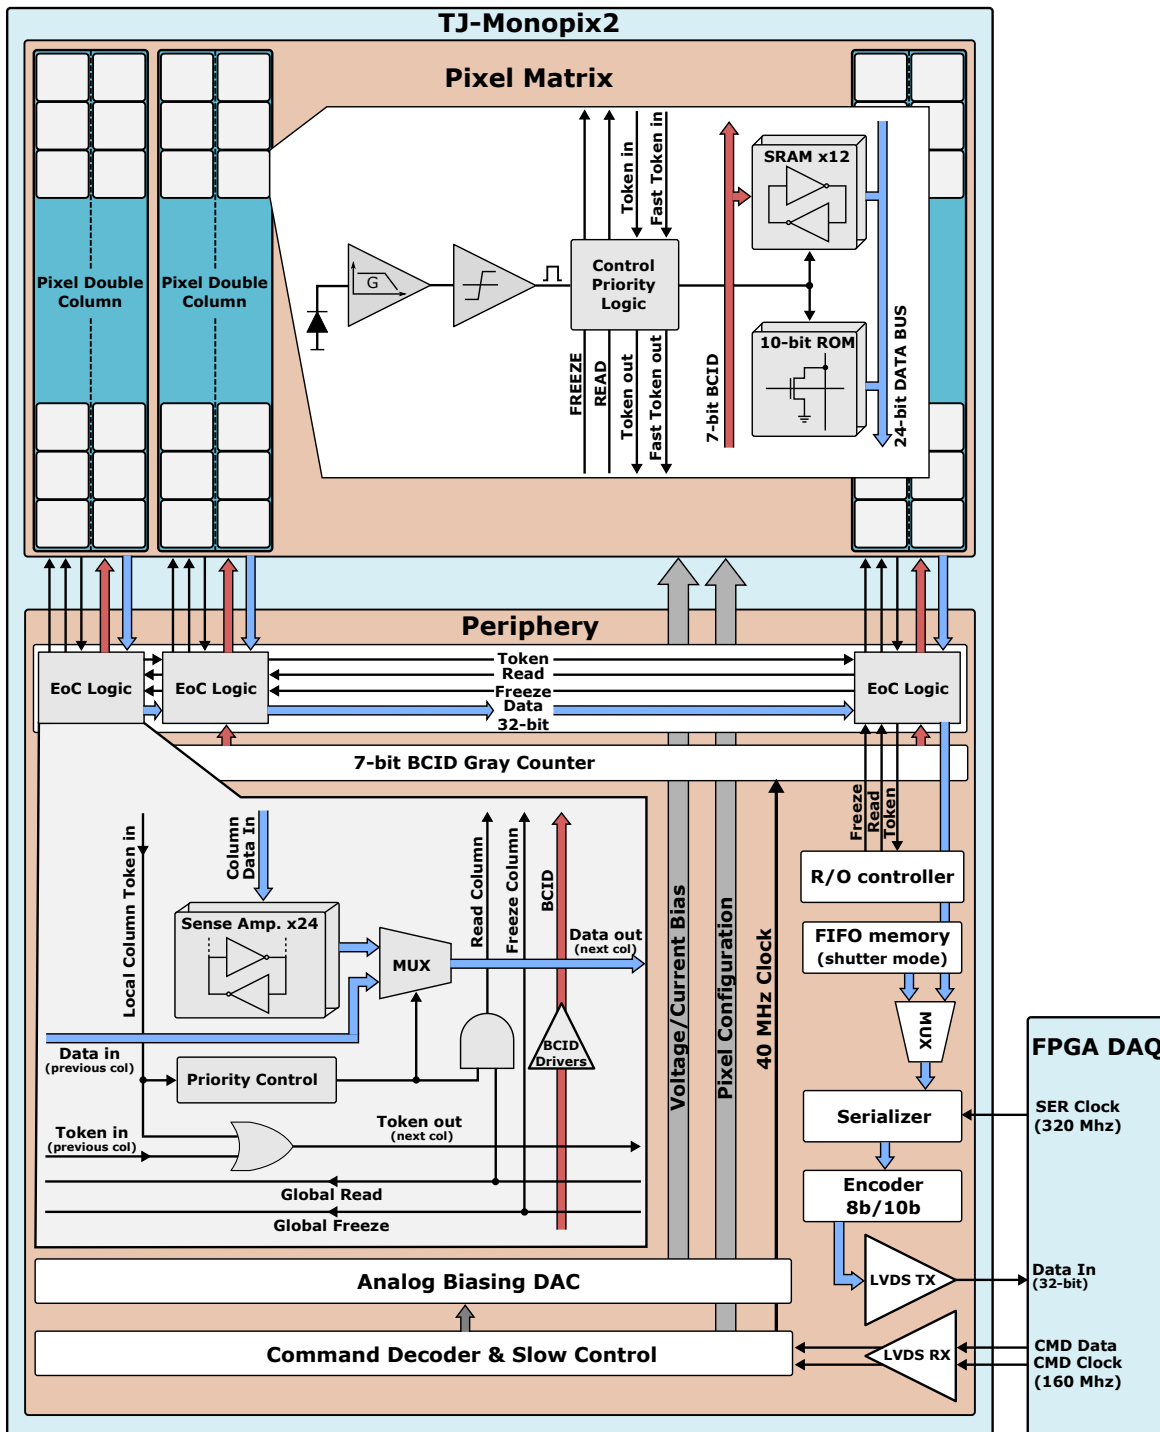 TJ-Monopix2
Pixel Matrix
Pixel Double
Column
Pixel Double
Column
Token in
Fast Token in
G
Control
Priority
Logic
FREEZE
READ
Token out
Fast Token out
7-bit BCID
SRAM x12
10-bit ROM
24-bit DATA BUS
Periphery
EoC Logic
EoC Logic
Token
Read
Freeze
Data
32-bit
EoC Logic
7-bit BCID Gray Counter
Local Column Token in
Column
Data In
Sense Amp. x24
MUX
Read Column
Freeze Column
BCID
Data out
(next col)
BCID
Drivers
Data in
(previous col)
Priority Control
Token in
(previous col)
Token out
(next col)
Global Read
Global Freeze
Voltage/Current Bias
Pixel Configuration
40 MHz Clock
Freeze
Read
Token
R/O controller
FIFO memory
(shutter mode)
MUX
Serializer
Encoder
8b/10b
LVDS TX
LVDS RX
Analog Biasing DAC
Command Decoder & Slow Control
FPGA DAQ
SER Clock
(320 Mhz)
Data In
(32-bit)
CMD Data
CMD Clock
(160 Mhz)